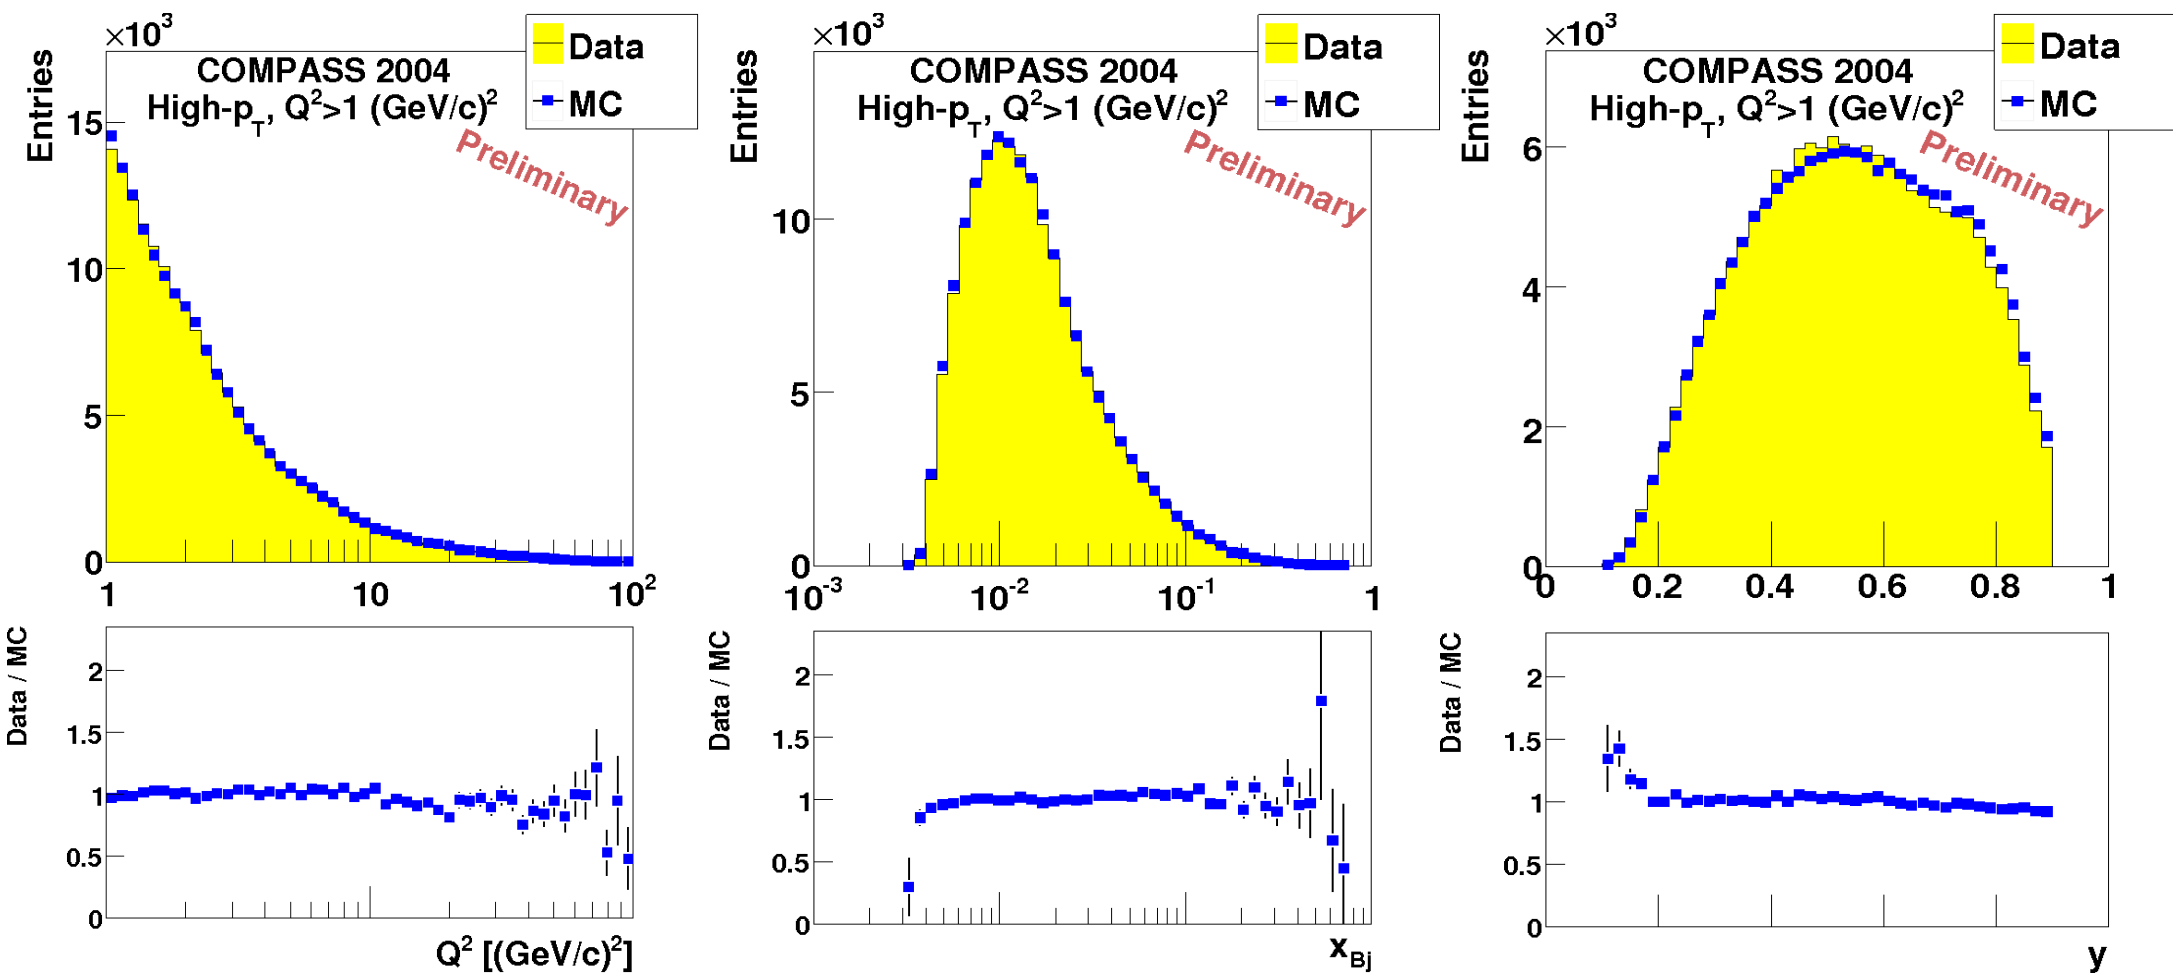 ×10³
Entries
COMPASS 2004
High-p_T, Q²>1 (GeV/c)²
Preliminary
Data
MC
15
10
5
0
1
10
10²
×10³
Entries
COMPASS 2004
High-p_T, Q²>1 (GeV/c)²
Preliminary
Data
MC
10
5
0
10⁻³
10⁻²
10⁻¹
1
×10³
Entries
COMPASS 2004
High-p_T, Q²>1 (GeV/c)²
Preliminary
Data
MC
6
4
2
0
0
0.2
0.4
0.6
0.8
1
Data / MC
2
1.5
1
0.5
0
Q² [(GeV/c)²]
Data / MC
2
1.5
1
0.5
0
x_Bj
Data / MC
2
1.5
1
0.5
0
y